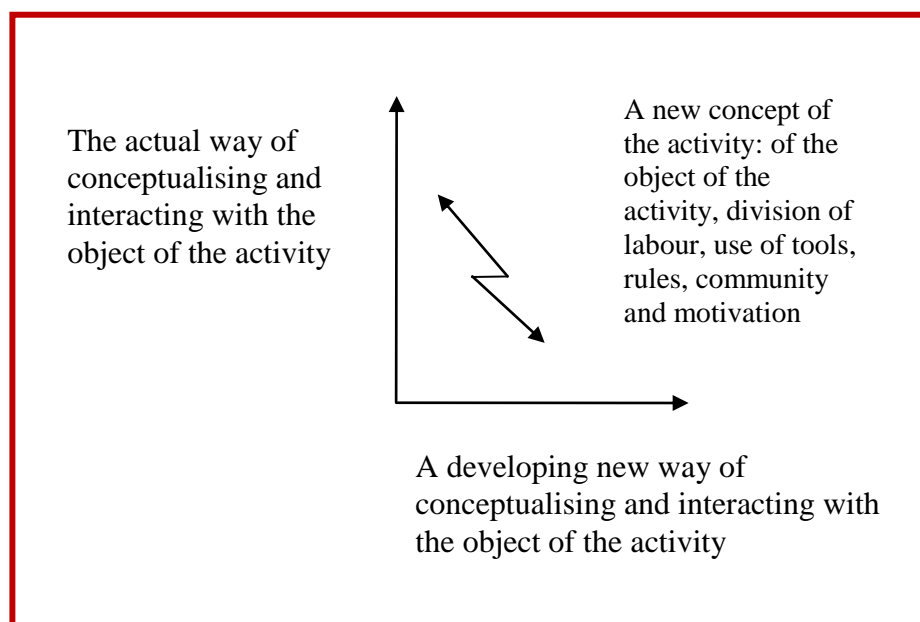 The actual way of
conceptualising and
interacting with the
object of the activity
A new concept of
the activity: of the
object of the
activity, division of
labour, use of tools,
rules, community
and motivation
A developing new way of
conceptualising and interacting with
the object of the activity